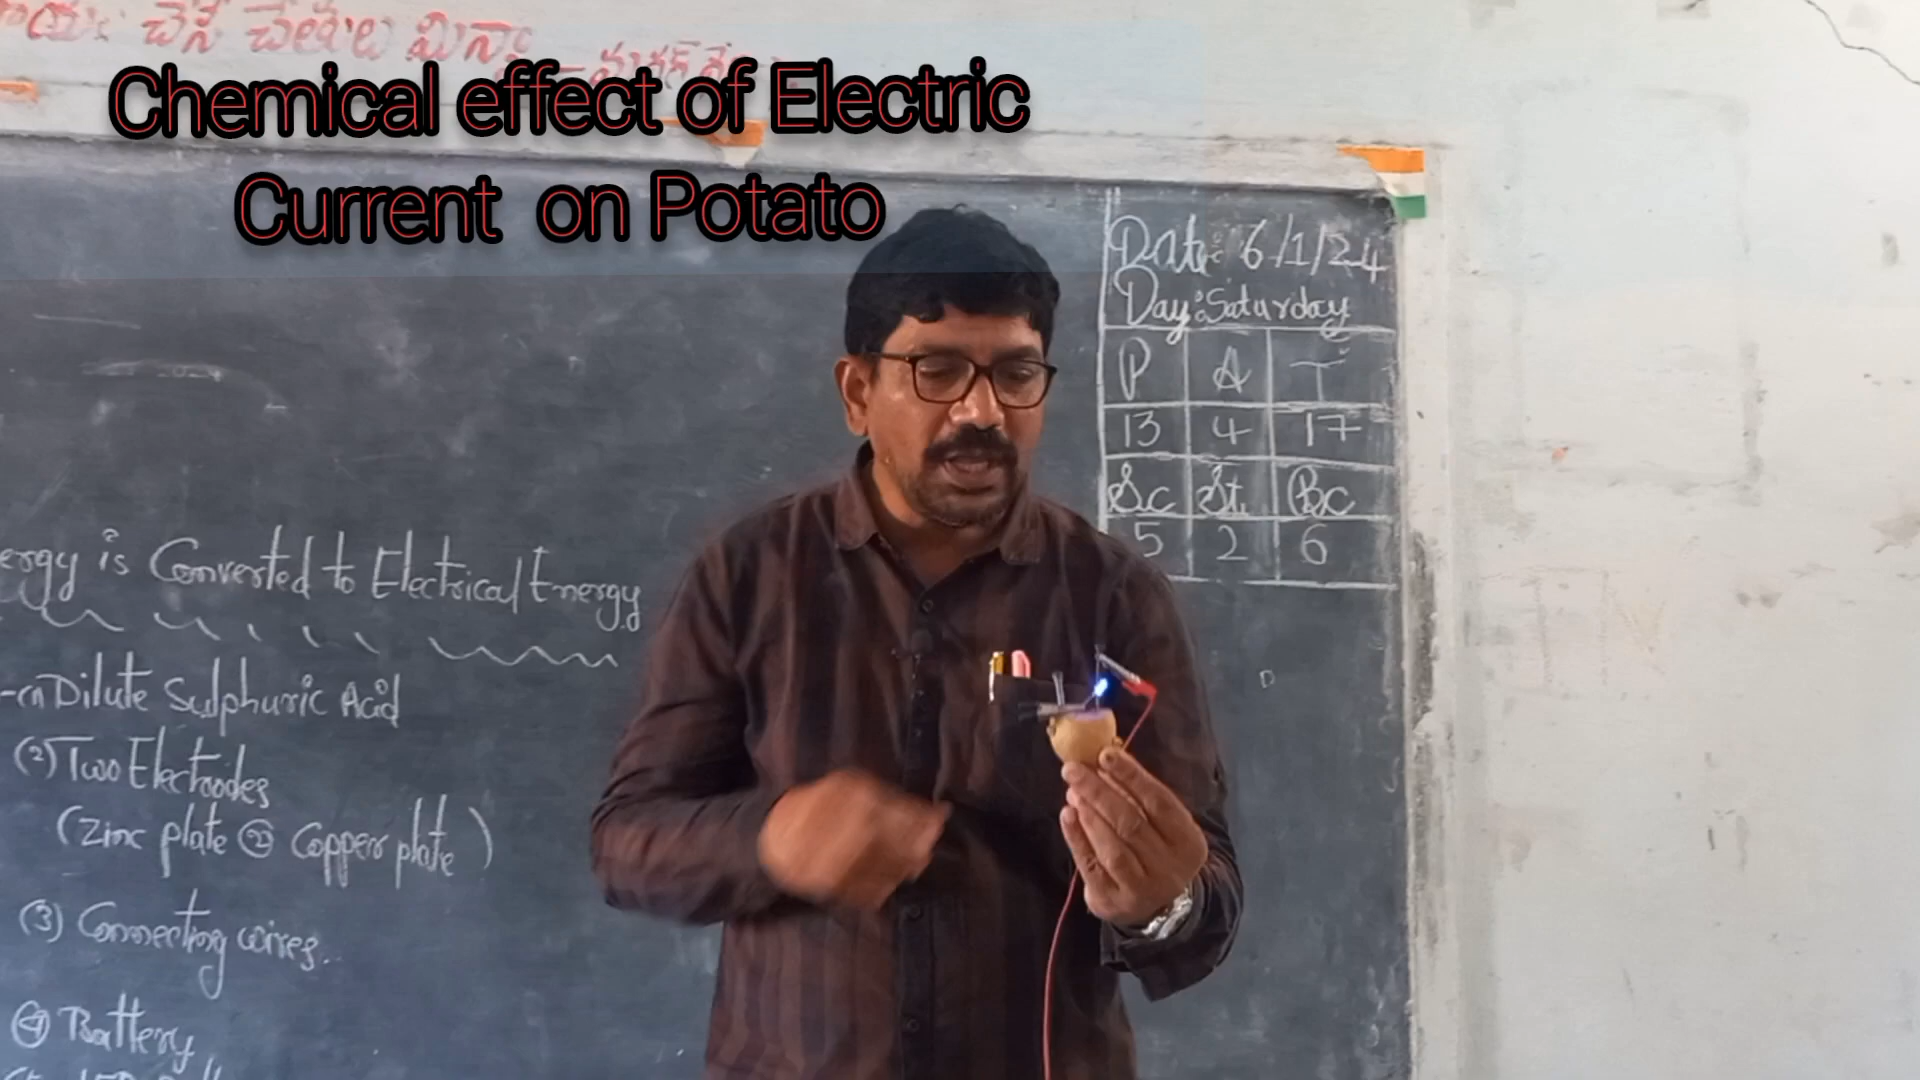 చేసే చేతుల మిన్న
Chemical effect of Electric
Current on Potato
Date: 6/1/24
Day: Saturday
P A T
13 4 17
Sc St. Bc
5 2 6
ergy is Converted to Electrical Energy
Dilute Sulphuric Acid
(2) Two Electrodes
(Zinc plate ② Copper plate)
(3) Connecting wires..
④ Battery